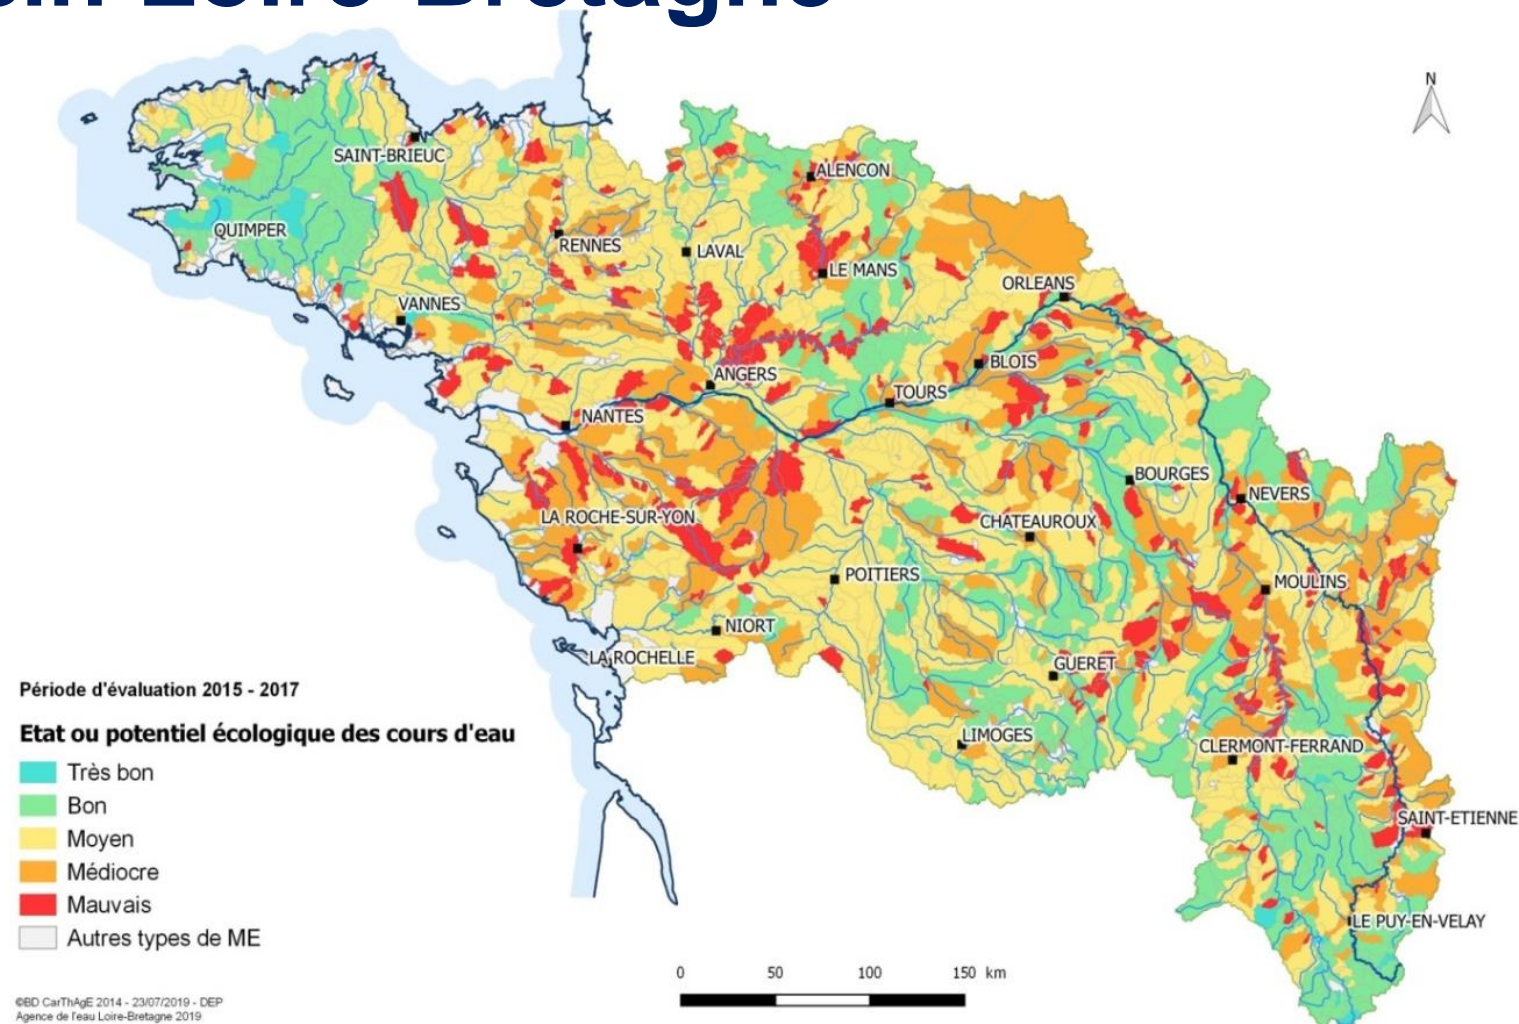 Loire-Bretagne
N
SAINT-BRIEUC
ALENCON
QUIMPER
RENNES
LAVAL
LE MANS
ORLEANS
VANNES
BLOIS
ANGERS
TOURS
NANTES
BOURGES
NEVERS
LA ROCHE-SUR-YON
CHATEAUROUX
POITIERS
MOULINS
NIORT
LA ROCHELLE
GUERET
LIMOGES
CLERMONT-FERRAND
SAINT-ETIENNE
LE PUY-EN-VELAY
Période d'évaluation 2015 - 2017
Etat ou potentiel écologique des cours d'eau
Très bon
Bon
Moyen
Médiocre
Mauvais
Autres types de ME
0 50 100 150 km
©BD CarThAgE 2014 - 23/07/2019 - DEP
Agence de l'eau Loire-Bretagne 2019